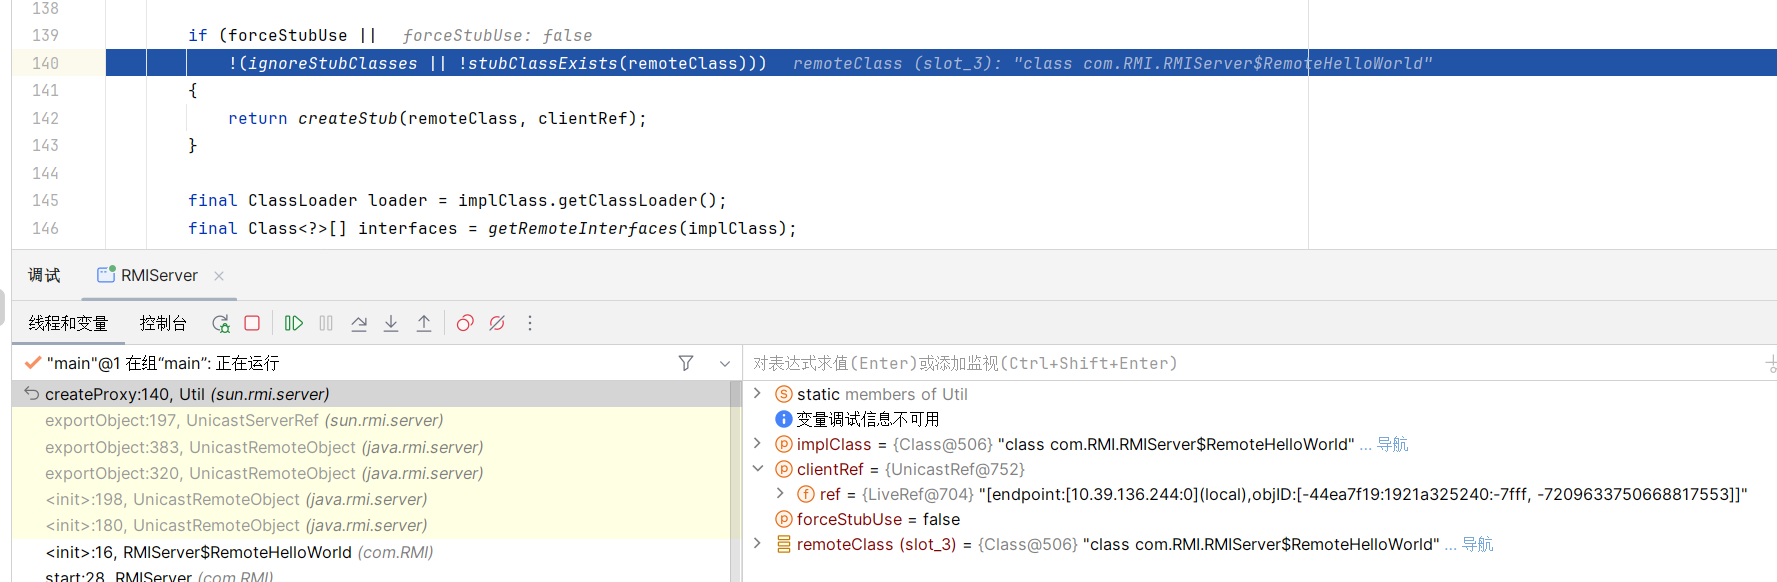 138
139 if (forceStubUse || forceStubUse: false
140 !(ignoreStubClasses || !stubClassExists(remoteClass))) remoteClass (slot_3): "class com.RMI.RMIServer$RemoteHelloWorld"
141 {
142 return createStub(remoteClass, clientRef);
143 }
144
145 final ClassLoader loader = implClass.getClassLoader();
146 final Class<?>[] interfaces = getRemoteInterfaces(implClass);
调试 RMIServer
线程和变量 控制台
"main"@1 在组“main”: 正在运行
对表达式求值(Enter)或添加监视(Ctrl+Shift+Enter)
createProxy:140, Util (sun.rmi.server)
exportObject:197, UnicastServerRef (sun.rmi.server)
exportObject:383, UnicastRemoteObject (java.rmi.server)
exportObject:320, UnicastRemoteObject (java.rmi.server)
<init>:198, UnicastRemoteObject (java.rmi.server)
<init>:180, UnicastRemoteObject (java.rmi.server)
<init>:16, RMIServer$RemoteHelloWorld (com.RMI)
start:28, RMIServer (com.RMI)
static members of Util
变量调试信息不可用
implClass = {Class@506} "class com.RMI.RMIServer$RemoteHelloWorld" ... 导航
clientRef = {UnicastRef@752}
ref = {LiveRef@704} "[endpoint:[10.39.136.244:0](local),objID:[-44ea7f19:1921a325240:-7fff, -7209633750668817553]]"
forceStubUse = false
remoteClass (slot_3) = {Class@506} "class com.RMI.RMIServer$RemoteHelloWorld" ... 导航